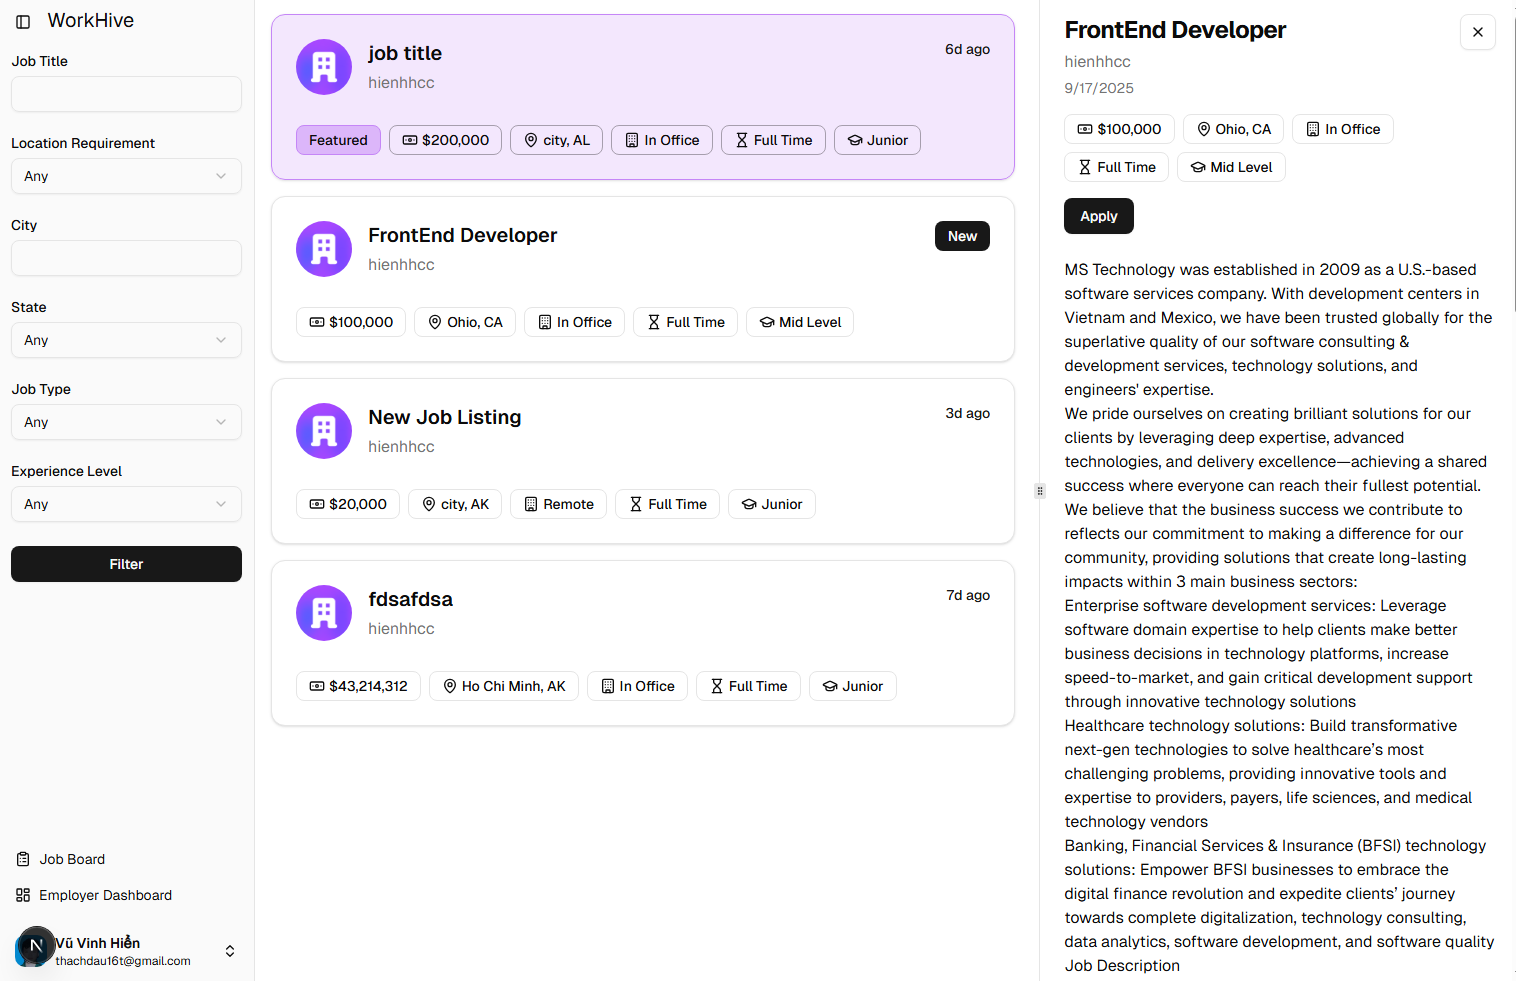 WorkHive
Job Title
Location Requirement
Any
City
State
Any
Job Type
Any
Experience Level
Any
Filter
Job Board
Employer Dashboard
N
Vũ Vinh Hiển
thachdau16t@gmail.com
job title
6d ago
hienhhcc
Featured
$200,000
city, AL
In Office
Full Time
Junior
FrontEnd Developer
New
hienhhcc
$100,000
Ohio, CA
In Office
Full Time
Mid Level
New Job Listing
3d ago
hienhhcc
$20,000
city, AK
Remote
Full Time
Junior
fdsafdsa
7d ago
hienhhcc
$43,214,312
Ho Chi Minh, AK
In Office
Full Time
Junior
FrontEnd Developer
hienhhcc
9/17/2025
$100,000
Ohio, CA
In Office
Full Time
Mid Level
Apply
MS Technology was established in 2009 as a U.S.-based
software services company. With development centers in
Vietnam and Mexico, we have been trusted globally for the
superlative quality of our software consulting &
development services, technology solutions, and
engineers' expertise.
We pride ourselves on creating brilliant solutions for our
clients by leveraging deep expertise, advanced
technologies, and delivery excellence—achieving a shared
success where everyone can reach their fullest potential.
We believe that the business success we contribute to
reflects our commitment to making a difference for our
community, providing solutions that create long-lasting
impacts within 3 main business sectors:
Enterprise software development services: Leverage
software domain expertise to help clients make better
business decisions in technology platforms, increase
speed-to-market, and gain critical development support
through innovative technology solutions
Healthcare technology solutions: Build transformative
next-gen technologies to solve healthcare’s most
challenging problems, providing innovative tools and
expertise to providers, payers, life sciences, and medical
technology vendors
Banking, Financial Services & Insurance (BFSI) technology
solutions: Empower BFSI businesses to embrace the
digital finance revolution and expedite clients’ journey
towards complete digitalization, technology consulting,
data analytics, software development, and software quality
Job Description